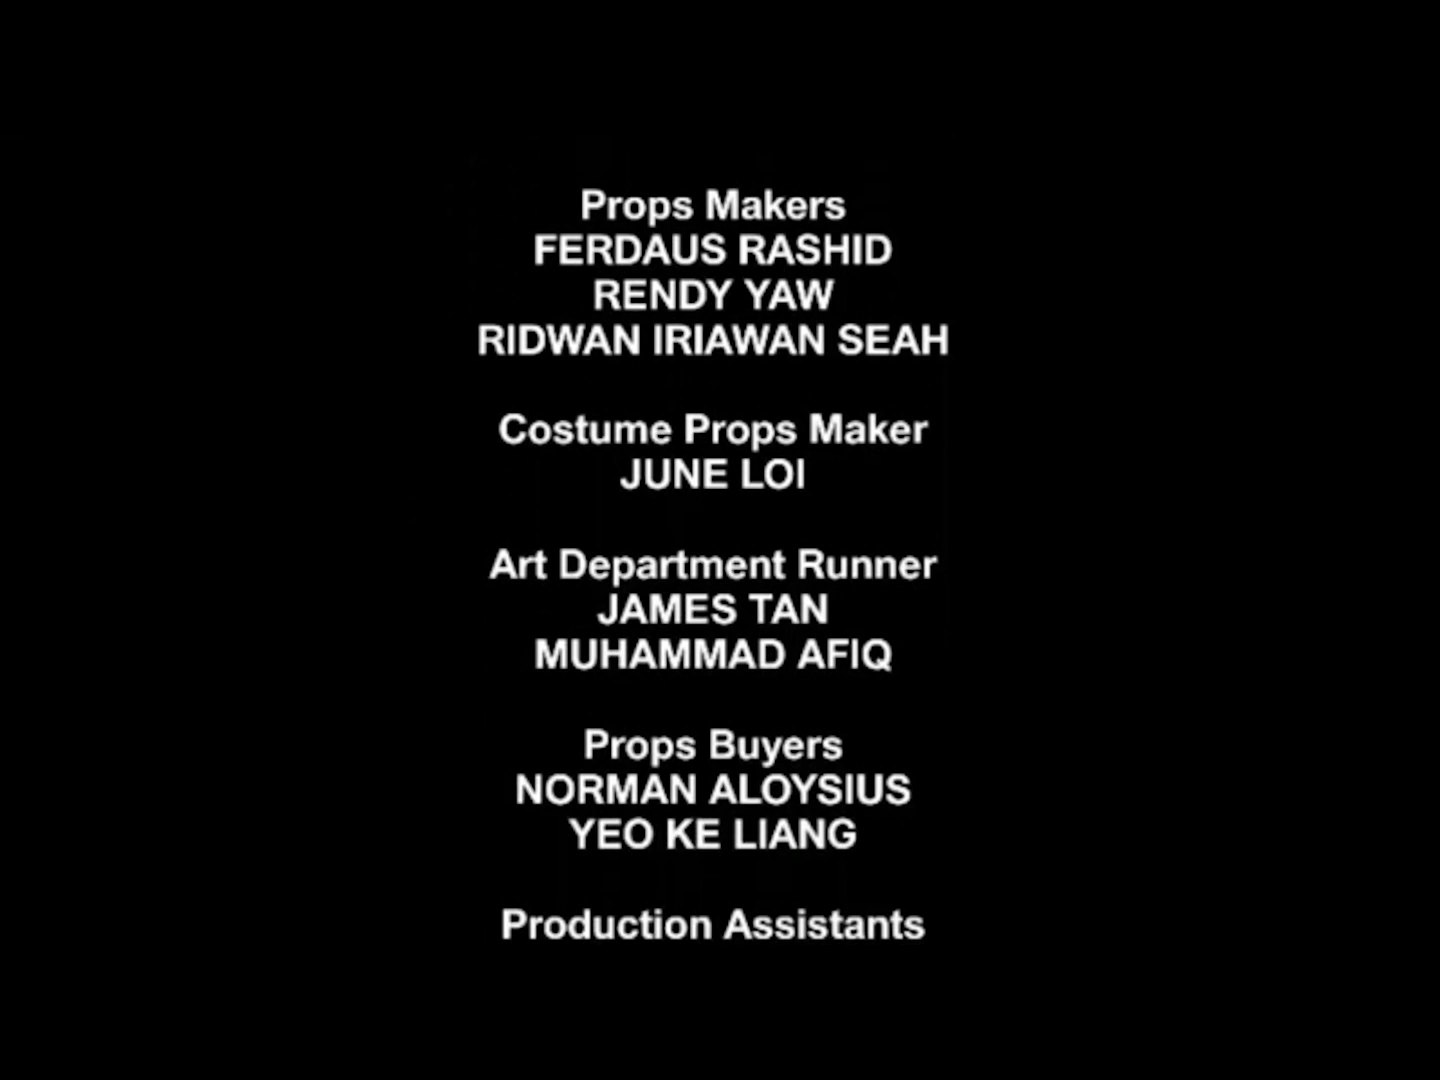 Props Makers
FERDAUS RASHID
RENDY YAW
RIDWAN IRIAWAN SEAH
Costume Props Maker
JUNE LOI
Art Department Runner
JAMES TAN
MUHAMMAD AFIQ
Props Buyers
NORMAN ALOYSIUS
YEO KE LIANG
Production Assistants